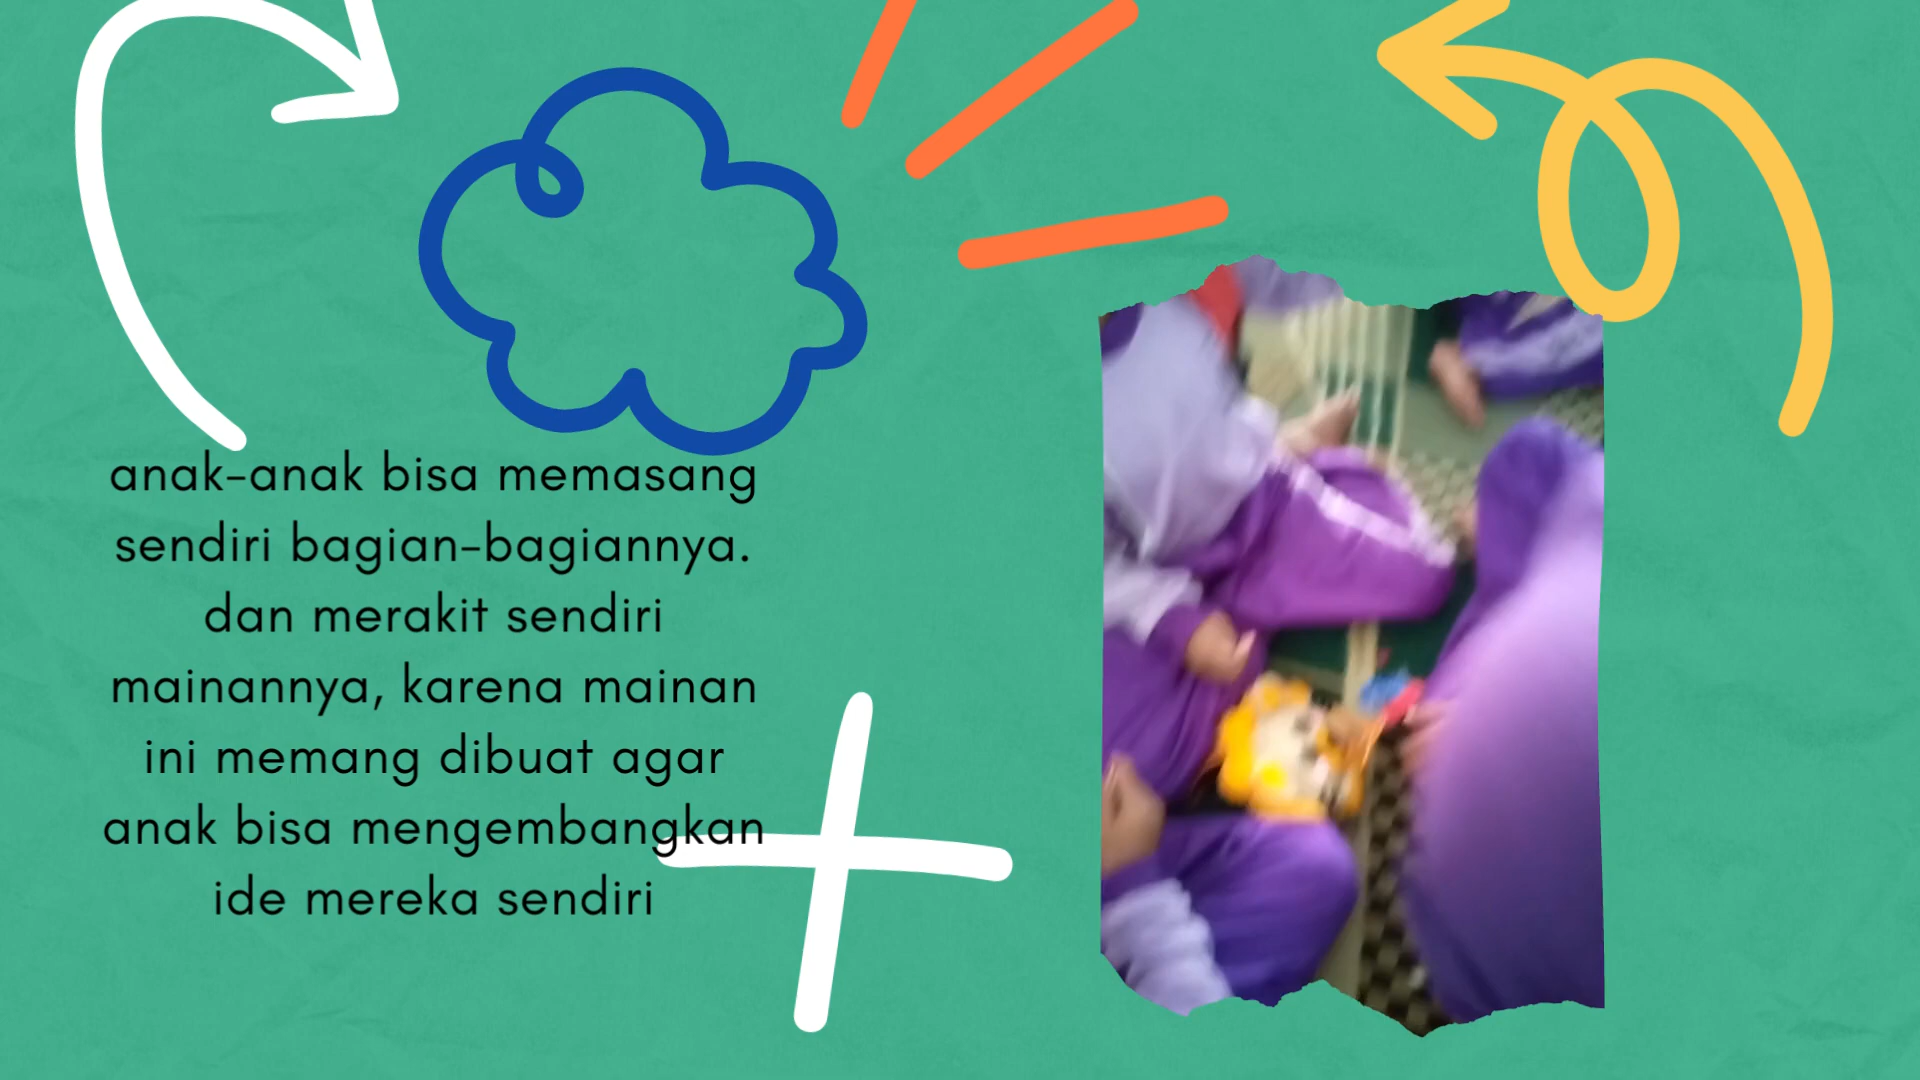 anak-anak bisa memasang
sendiri bagian-bagiannya.
dan merakit sendiri
mainannya, karena mainan
ini memang dibuat agar
anak bisa mengembangkan
ide mereka sendiri